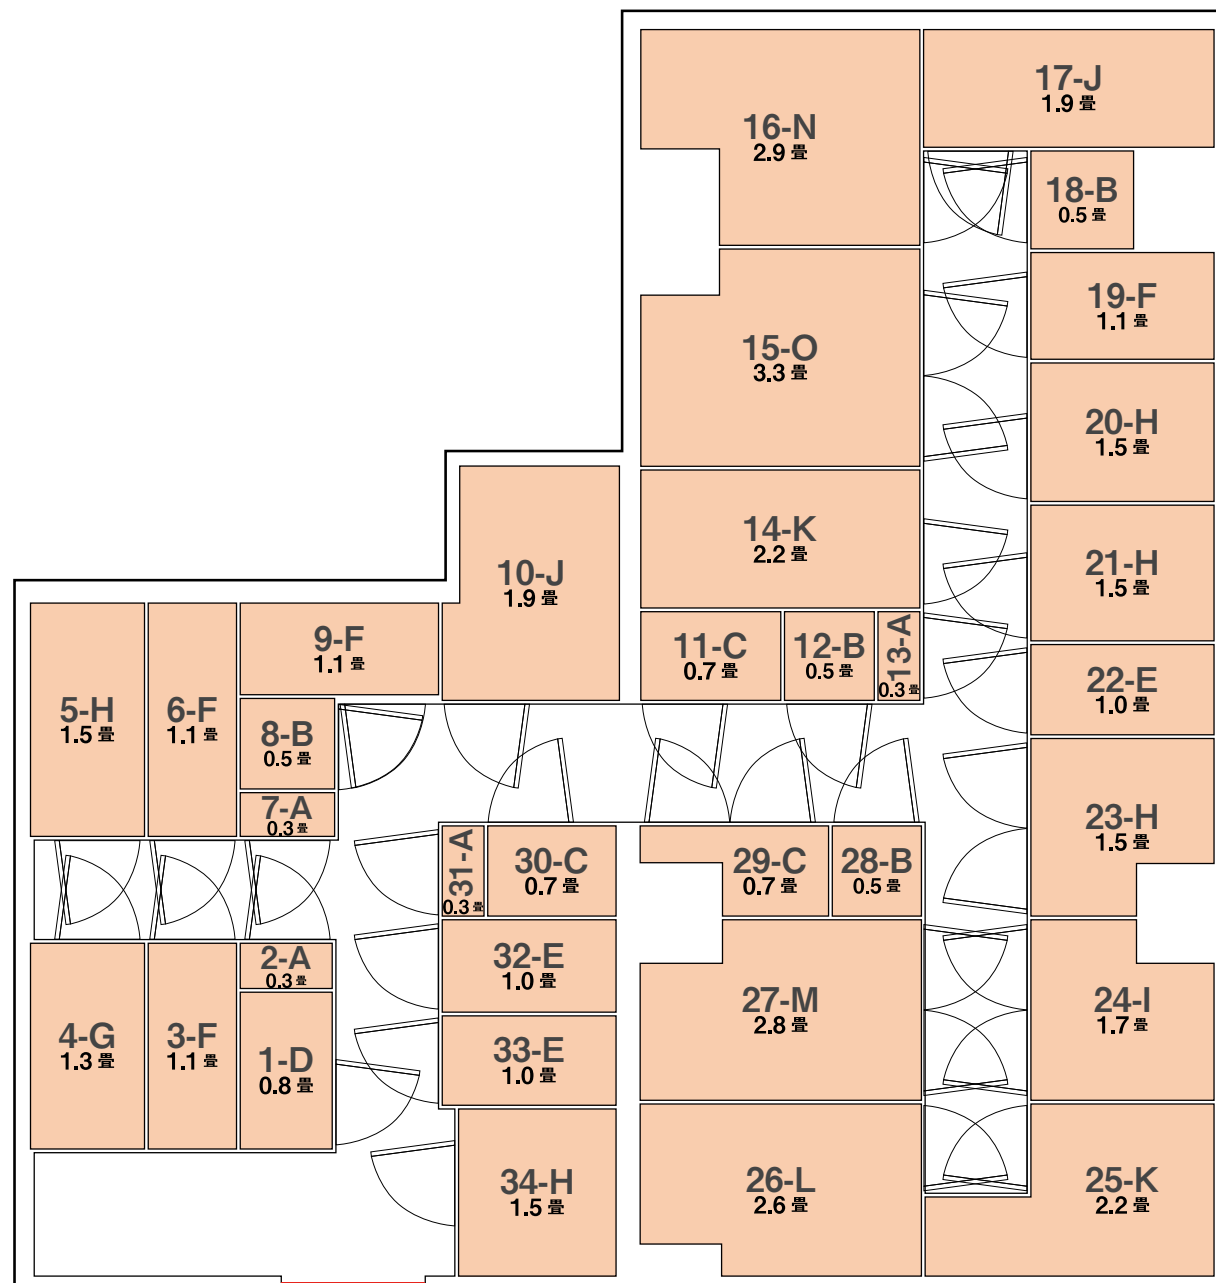 17-J
1.9 畳
16-N
2.9 畳
18-B
0.5 畳
19-F
1.1 畳
15-O
3.3 畳
20-H
1.5 畳
14-K
2.2 畳
21-H
1.5 畳
10-J
1.9 畳
11-C
0.7 畳
12-B
0.5 畳
13-A
0.3 畳
9-F
1.1 畳
22-E
1.0 畳
5-H
1.5 畳
6-F
1.1 畳
8-B
0.5 畳
7-A
0.3 畳
23-H
1.5 畳
31-A
0.3 畳
30-C
0.7 畳
29-C
0.7 畳
28-B
0.5 畳
2-A
0.3 畳
32-E
1.0 畳
27-M
2.8 畳
24-I
1.7 畳
4-G
1.3 畳
3-F
1.1 畳
1-D
0.8 畳
33-E
1.0 畳
34-H
1.5 畳
26-L
2.6 畳
25-K
2.2 畳